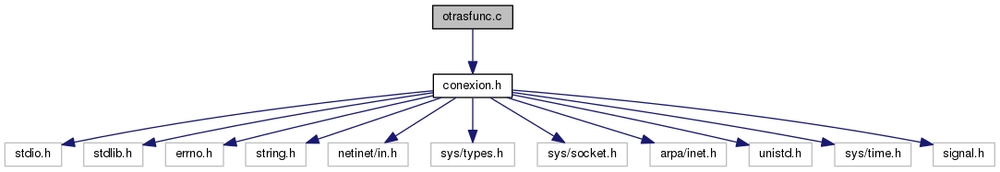 otrasfunc.c
conexion.h
stdio.h
stdlib.h
errno.h
string.h
netinet/in.h
sys/types.h
sys/socket.h
arpa/inet.h
unistd.h
sys/time.h
signal.h